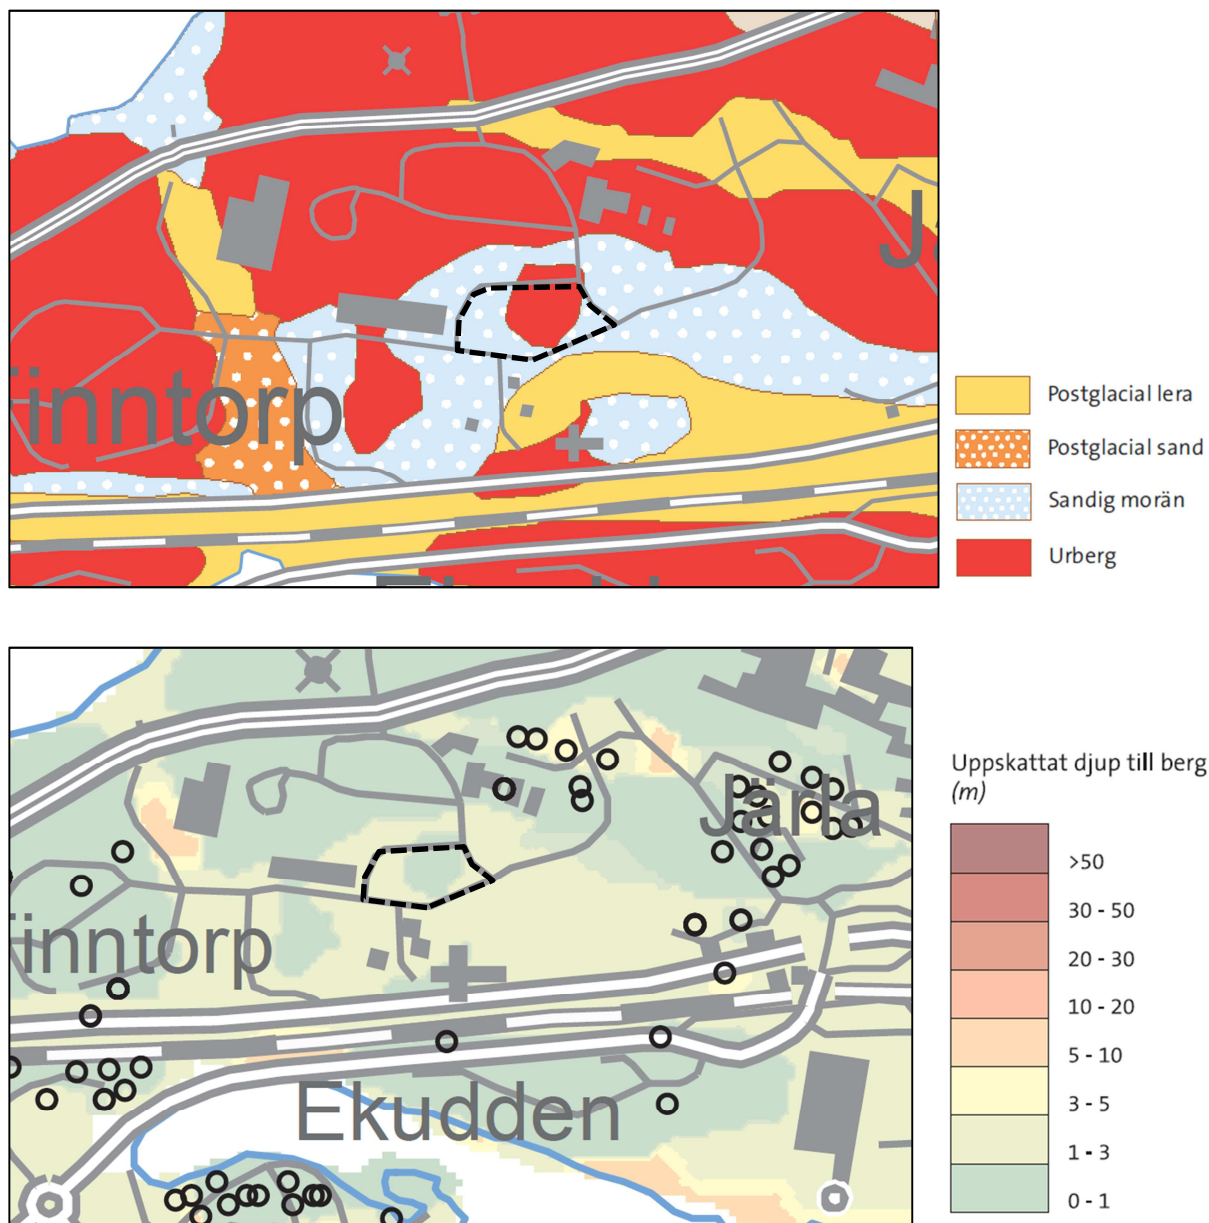 J
inntorp
Postglacial lera
Postglacial sand
Sandig morän
Urberg
Järla
inntorp
Ekudden
Uppskattat djup till berg
(m)
>50
30 - 50
20 - 30
10 - 20
5 - 10
3 - 5
1 - 3
0 - 1